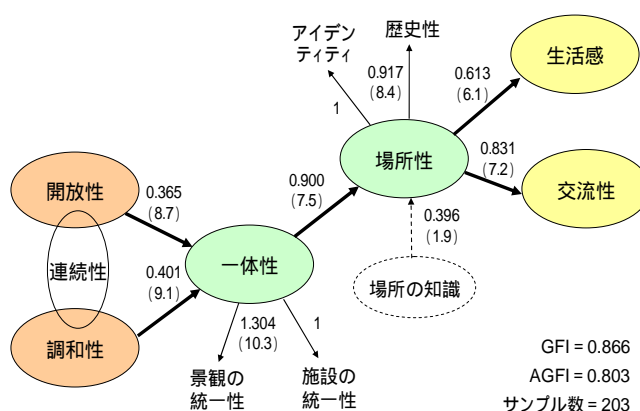 アイデン
ティティ
歴史性
生活感
0.917
(8.4)
0.613
(6.1)
1
場所性
0.831
(7.2)
交流性
開放性
0.365
(8.7)
0.900
(7.5)
0.396
(1.9)
連続性
0.401
(9.1)
一体性
場所の知識
調和性
1.304
(10.3)
1
景観の
統一性
施設の
統一性
GFI = 0.866
AGFI = 0.803
サンプル数 = 203